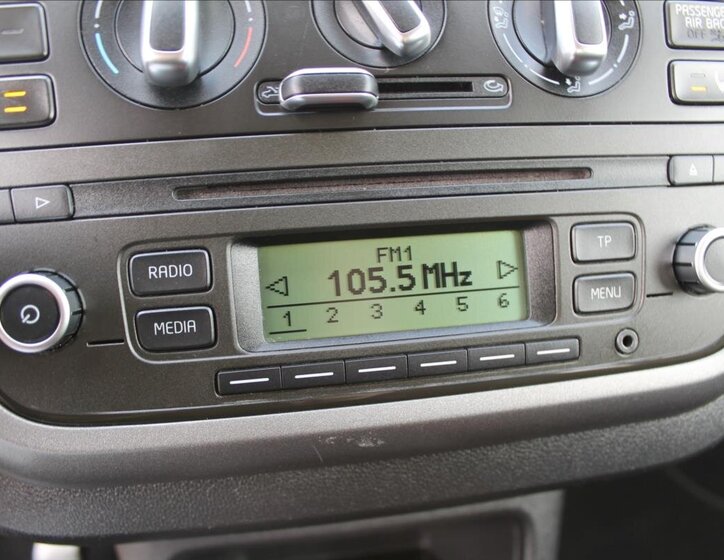 PASSENGER
AIR BAG
OFF
FM1
105.5 MHz
1 2 3 4 5 6
RADIO
MEDIA
TP
MENU